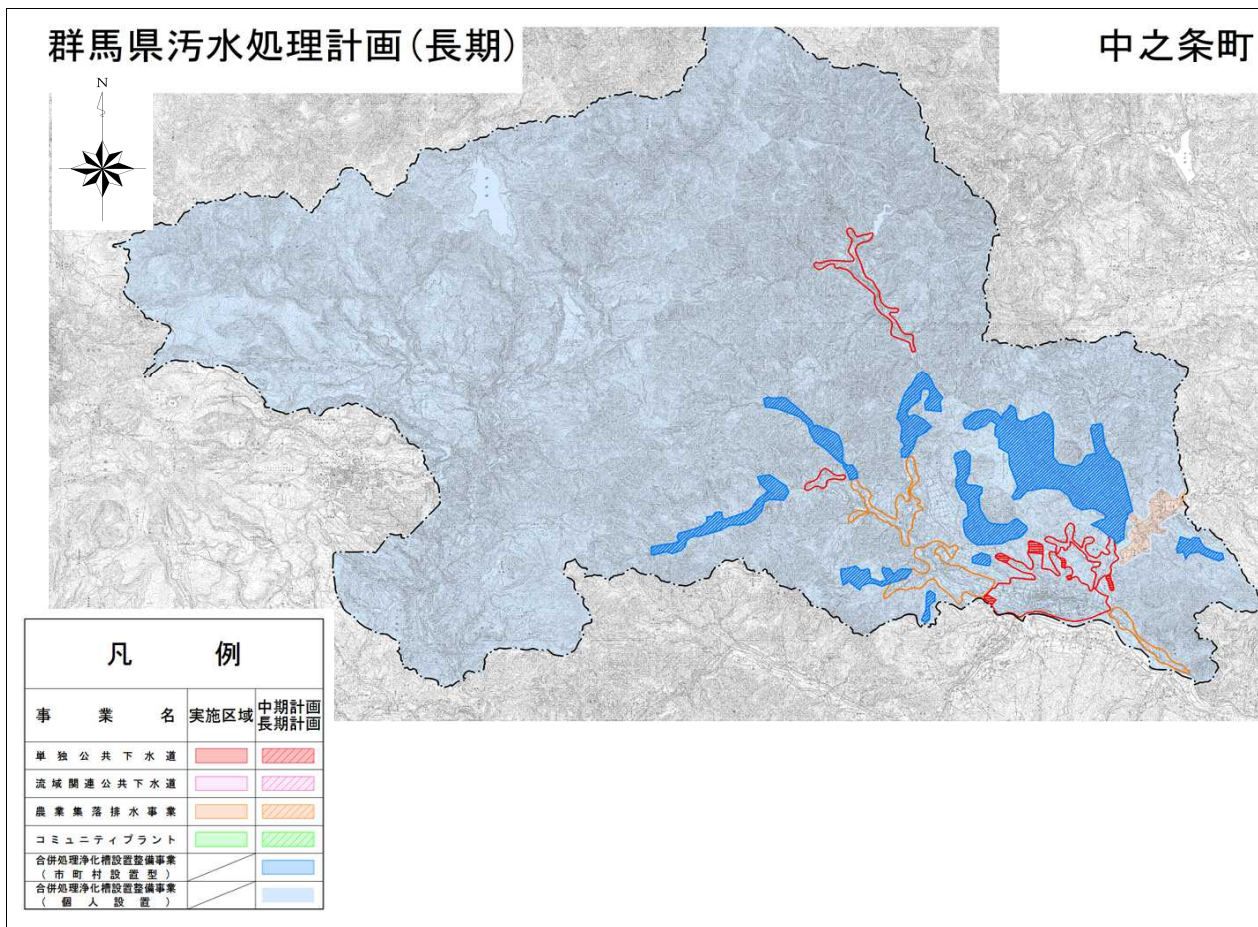 群馬県汚水処理計画(長期)
中之条町
N
凡 例
事 業 名 実施区域 中期計画
長期計画
単独公共下水道
流域関連公共下水道
農業集落排水事業
コミュニティプラント
合併処理浄化槽設置整備事業
(市町村設置型)
合併処理浄化槽設置整備事業
(個人設置)